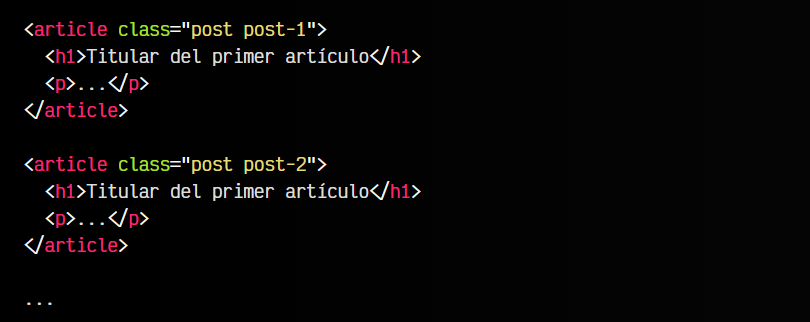 <article class="post post-1">
  <h1>Titular del primer artículo</h1>
  <p>...</p>
</article>

<article class="post post-2">
  <h1>Titular del primer artículo</h1>
  <p>...</p>
</article>

...